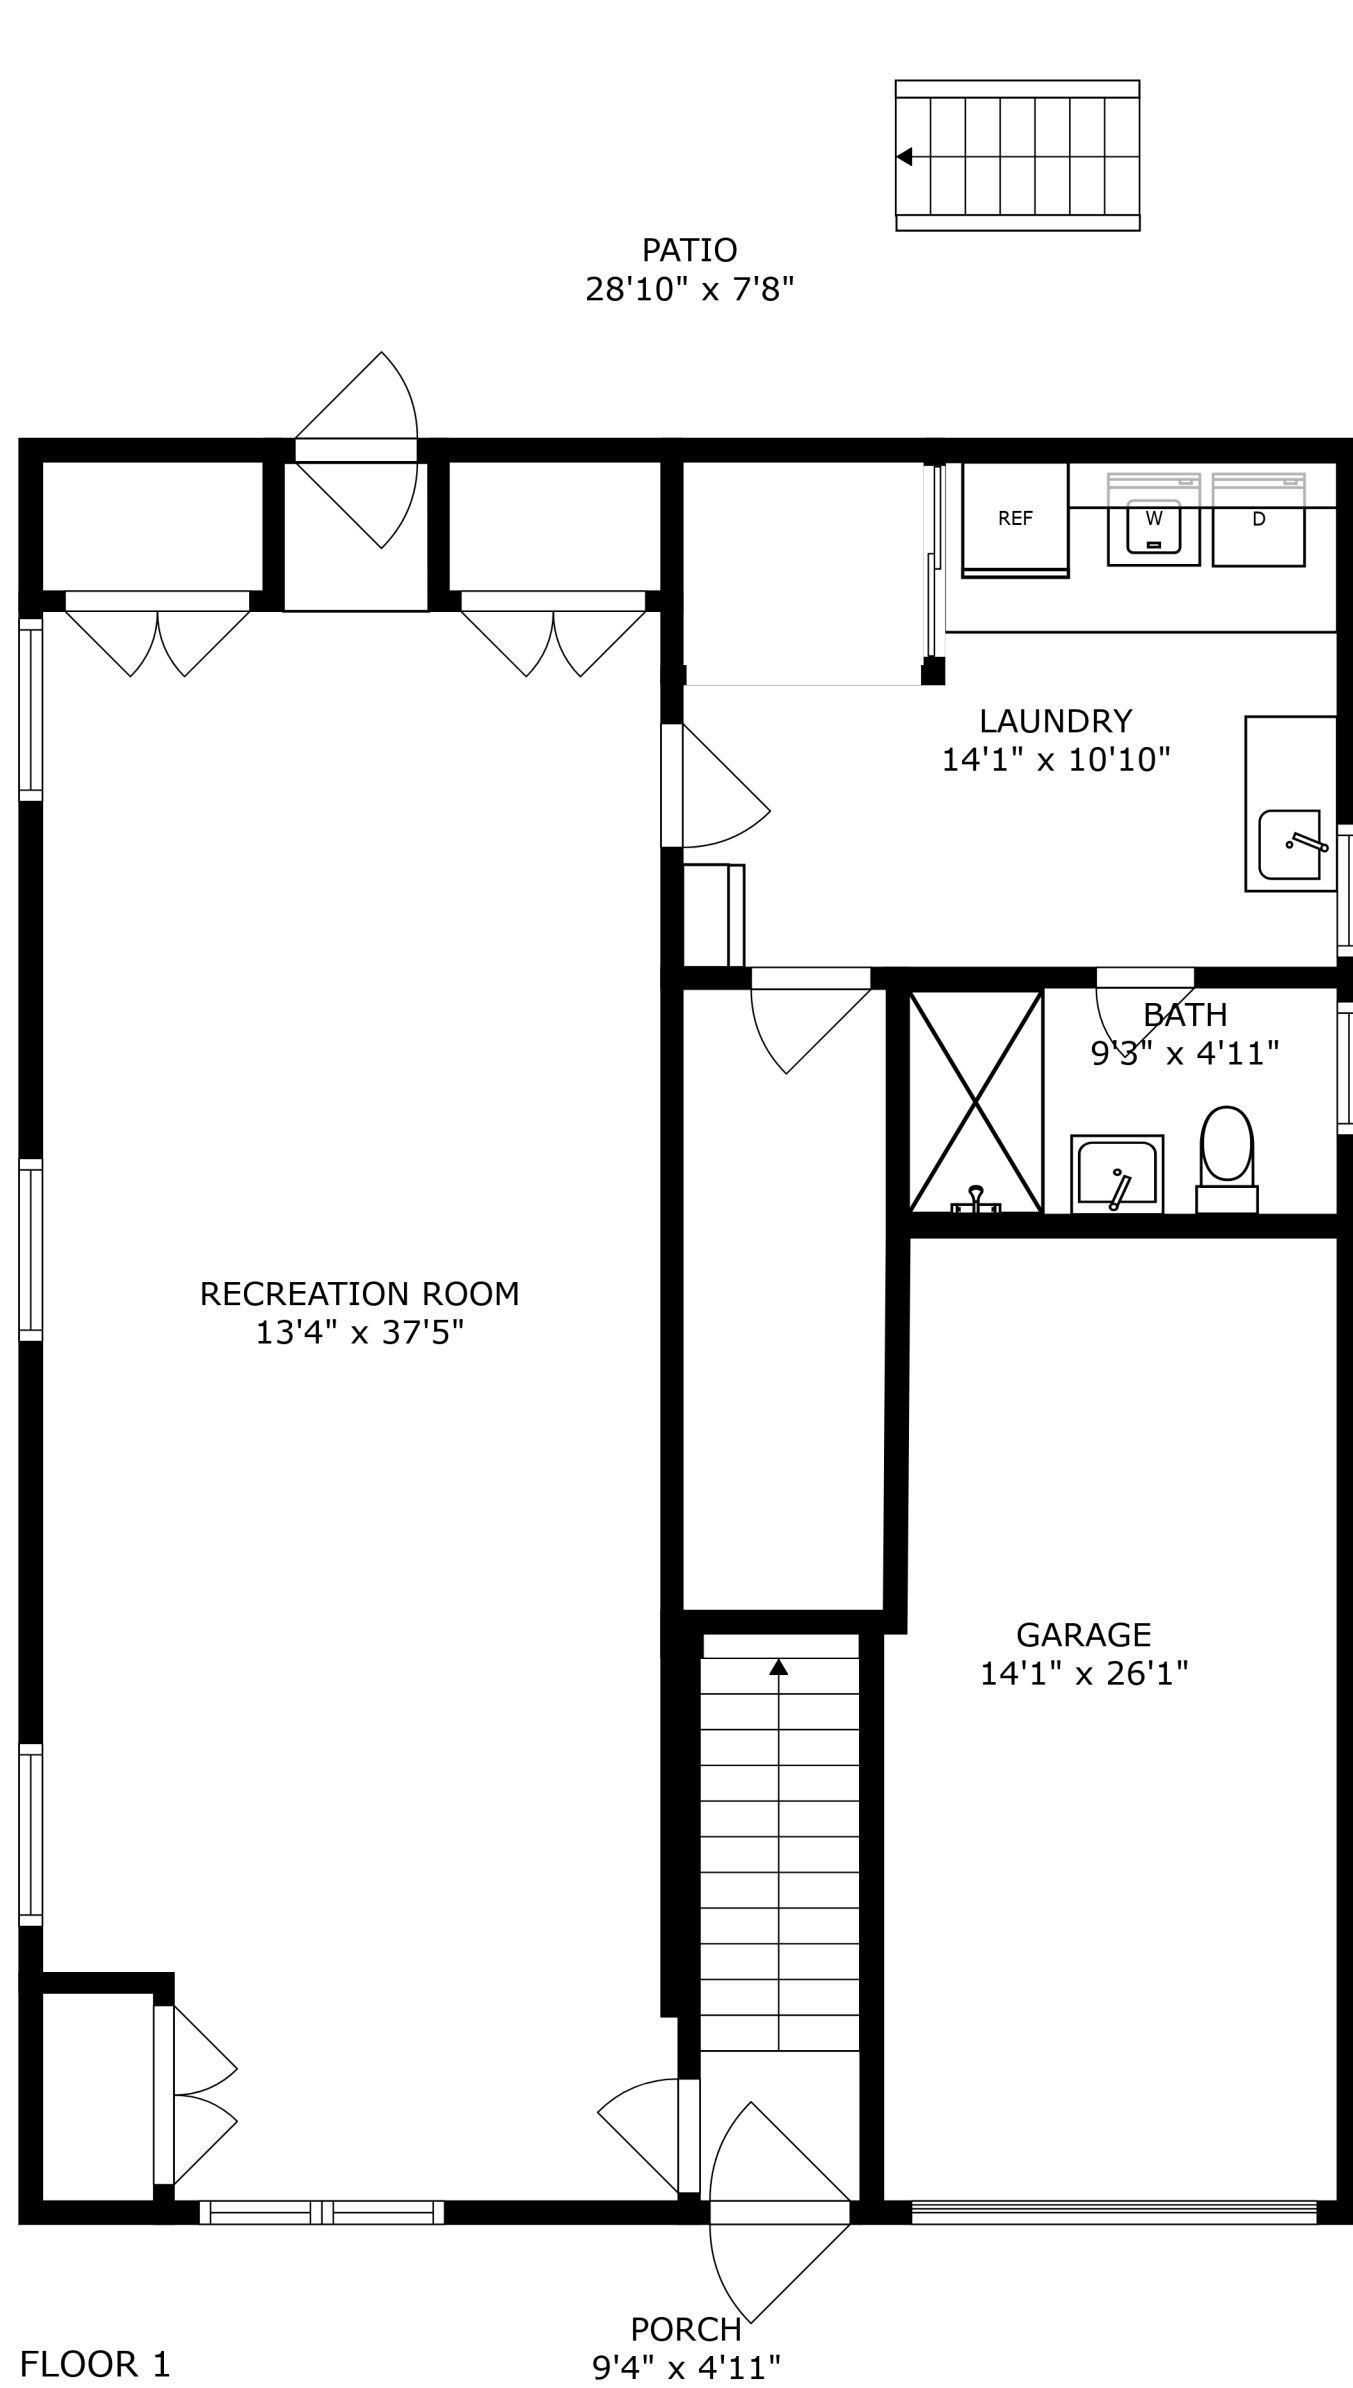 PATIO
28'10" x 7'8"
REF
W
D
LAUNDRY
14'1" x 10'10"
BATH
9'3" x 4'11"
RECREATION ROOM
13'4" x 37'5"
GARAGE
14'1" x 26'1"
PORCH
9'4" x 4'11"
FLOOR 1